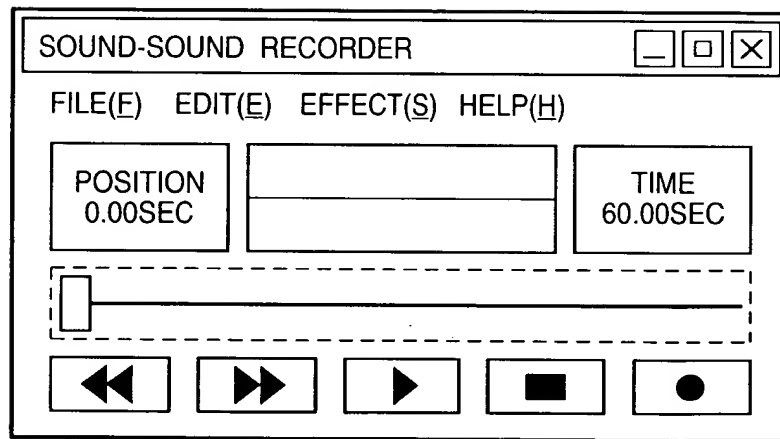 SOUND-SOUND RECORDER
FILE(F) EDIT(E) EFFECT(S) HELP(H)
POSITION
0.00SEC
TIME
60.00SEC